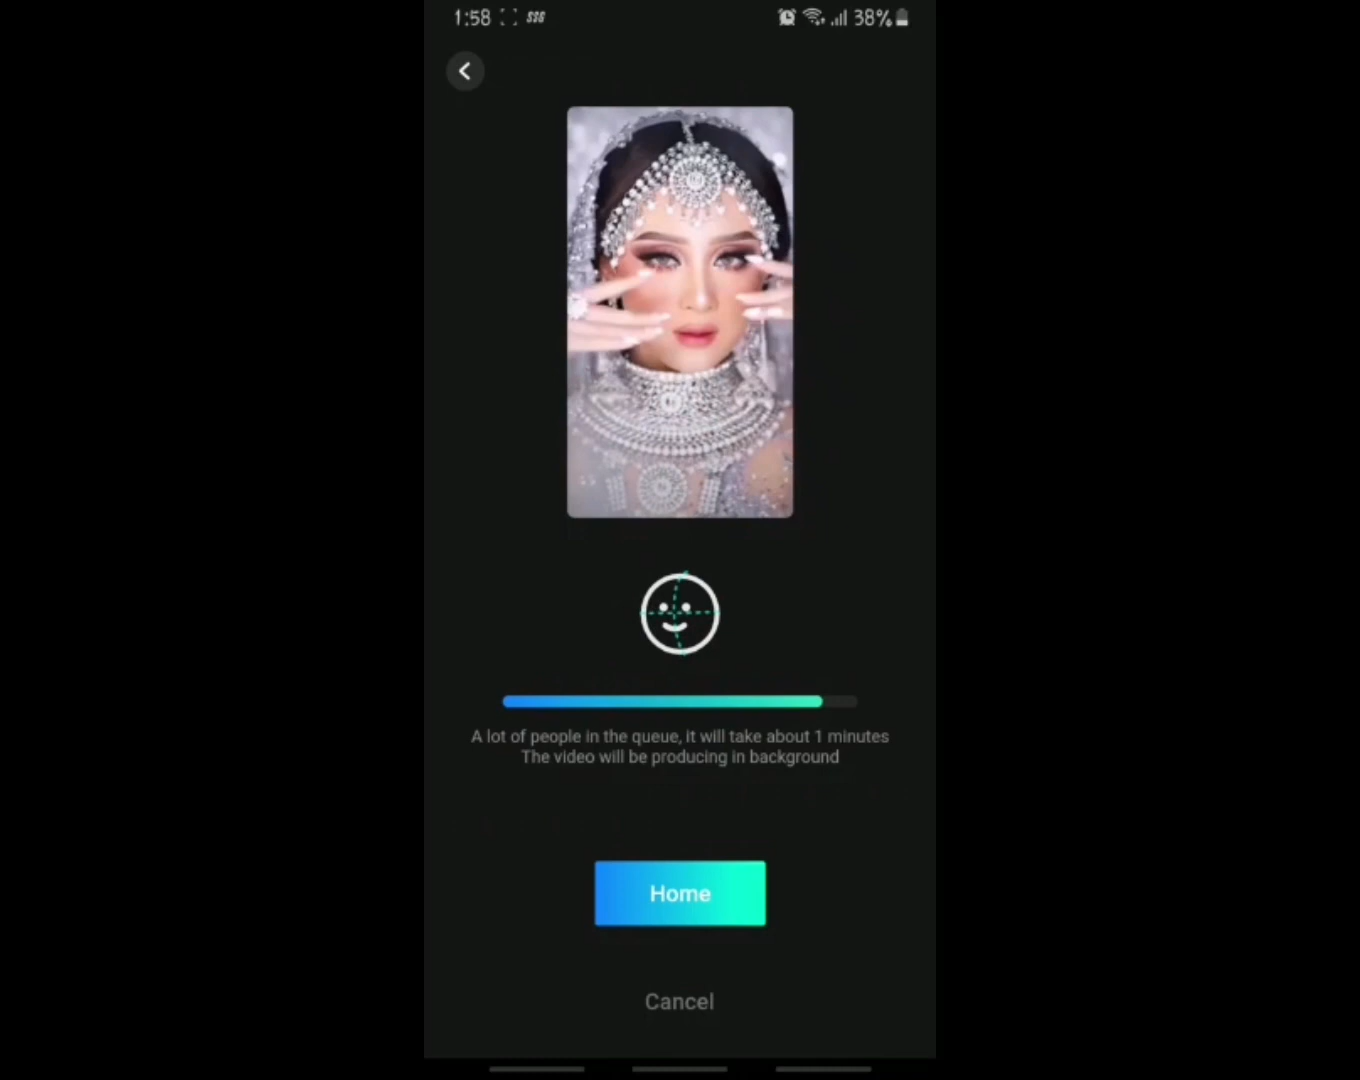 1:58 38%
A lot of people in the queue, it will take about 1 minutes
The video will be producing in background
Home
Cancel